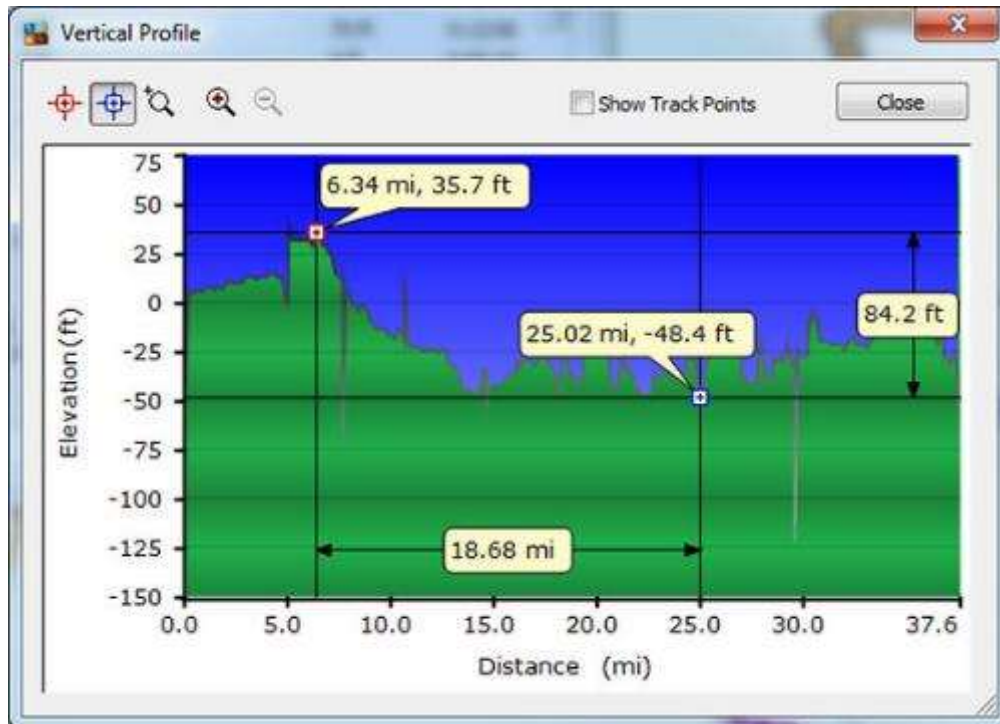 Vertical Profile
Show Track Points
Close
75
50
25
0
-25
-50
-75
-100
-125
-150
Elevation(ft)
6.34 mi, 35.7 ft
84.2 ft
25.02 mi, -48.4 ft
18.68 mi
0.0 5.0 10.0 15.0 20.0 25.0 30.0 37.6
Distance (mi)